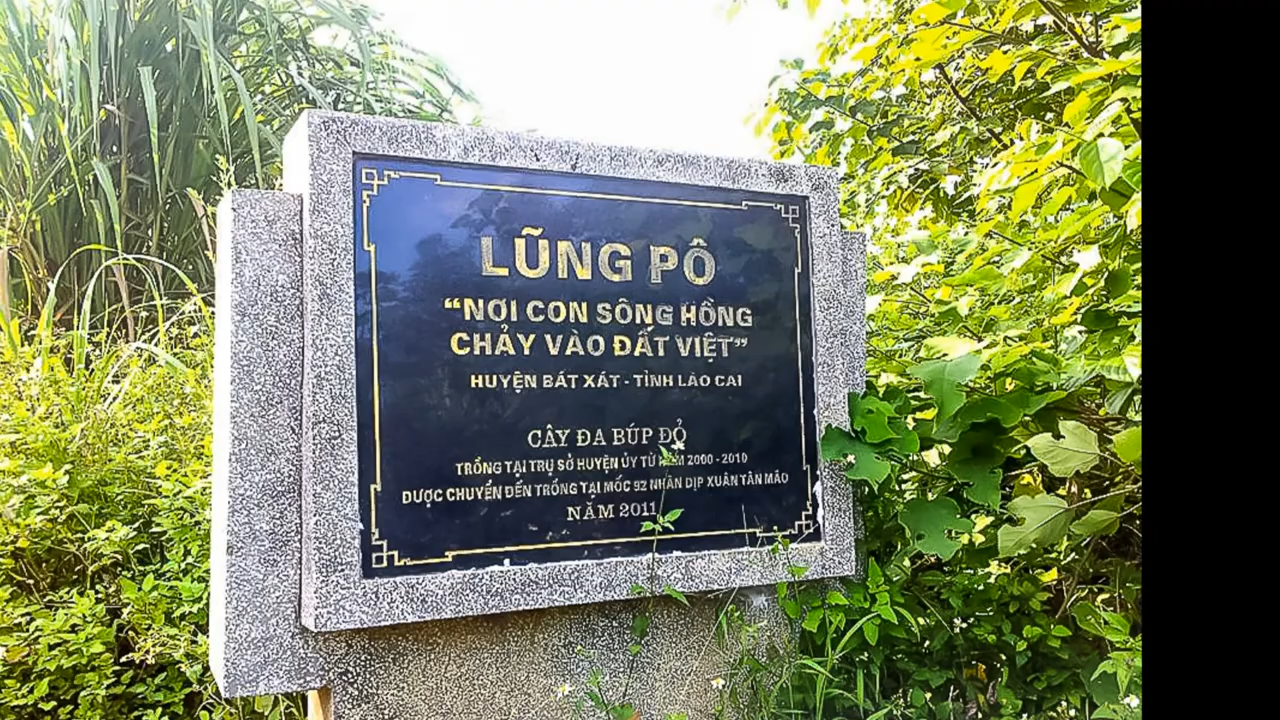 LŨNG PÔ
“NƠI CON SÔNG HỒNG
CHẢY VÀO ĐẤT VIỆT”
HUYỆN BÁT XÁT - TỈNH LÀO CAI
CÂY ĐA BÚP ĐỎ
TRỒNG TẠI TRỤ SỞ HUYỆN ỦY TỪ NĂM 2000 - 2010
ĐƯỢC CHUYỂN ĐẾN TRỒNG TẠI MỐC 92 NHÂN DỊP XUÂN TÂN MÃO
NĂM 2011